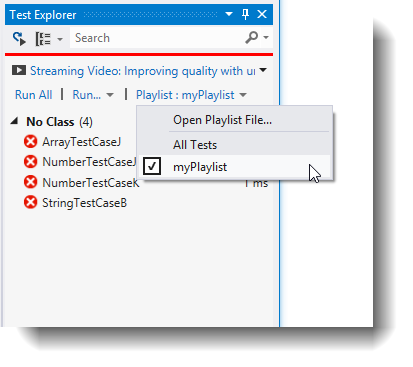 Test Explorer
Search
Streaming Video: Improving quality with un
Run All | Run... | Playlist : myPlaylist
Open Playlist File...
No Class (4)
All Tests
ArrayTestCaseJ
NumberTestCaseJ
myPlaylist
NumberTestCaseK 1 ms
StringTestCaseB